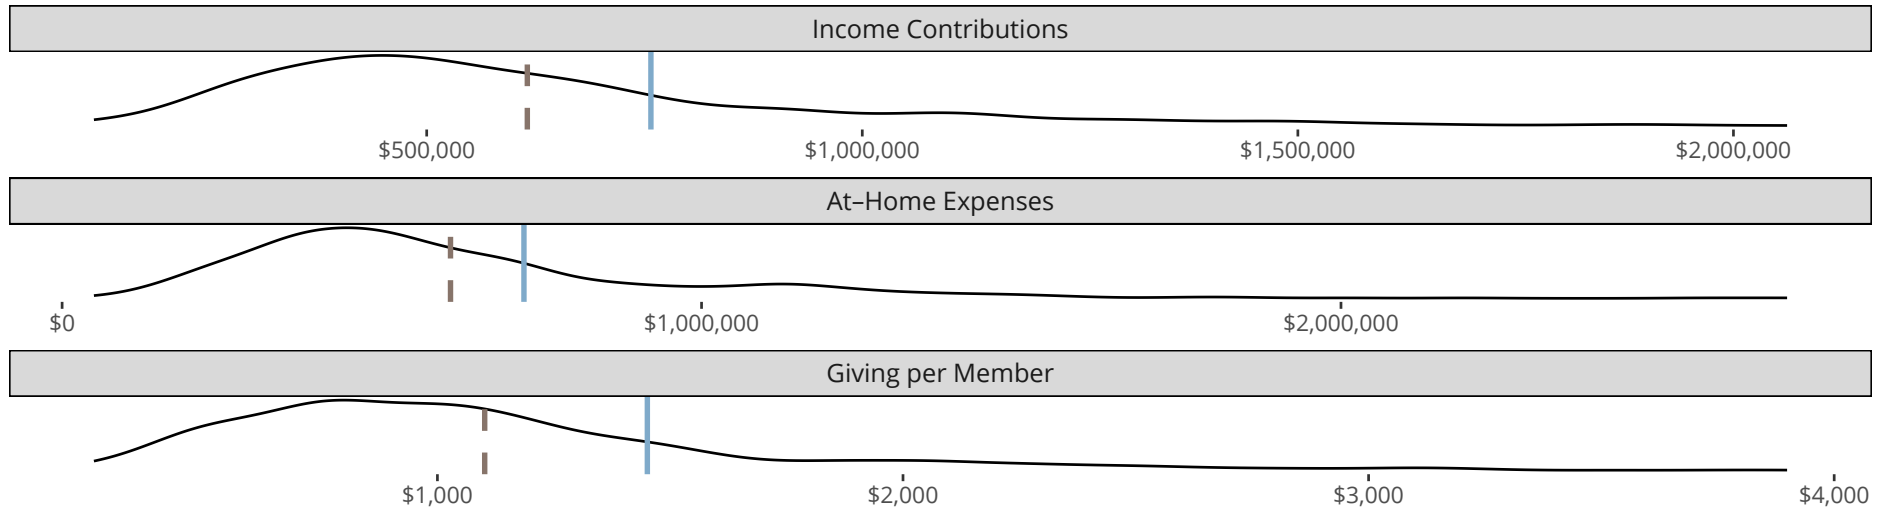 Income Contributions
$500,000 $1,000,000 $1,500,000 $2,000,000
At–Home Expenses
$0 $1,000,000 $2,000,000
Giving per Member
$1,000 $2,000 $3,000 $4,000